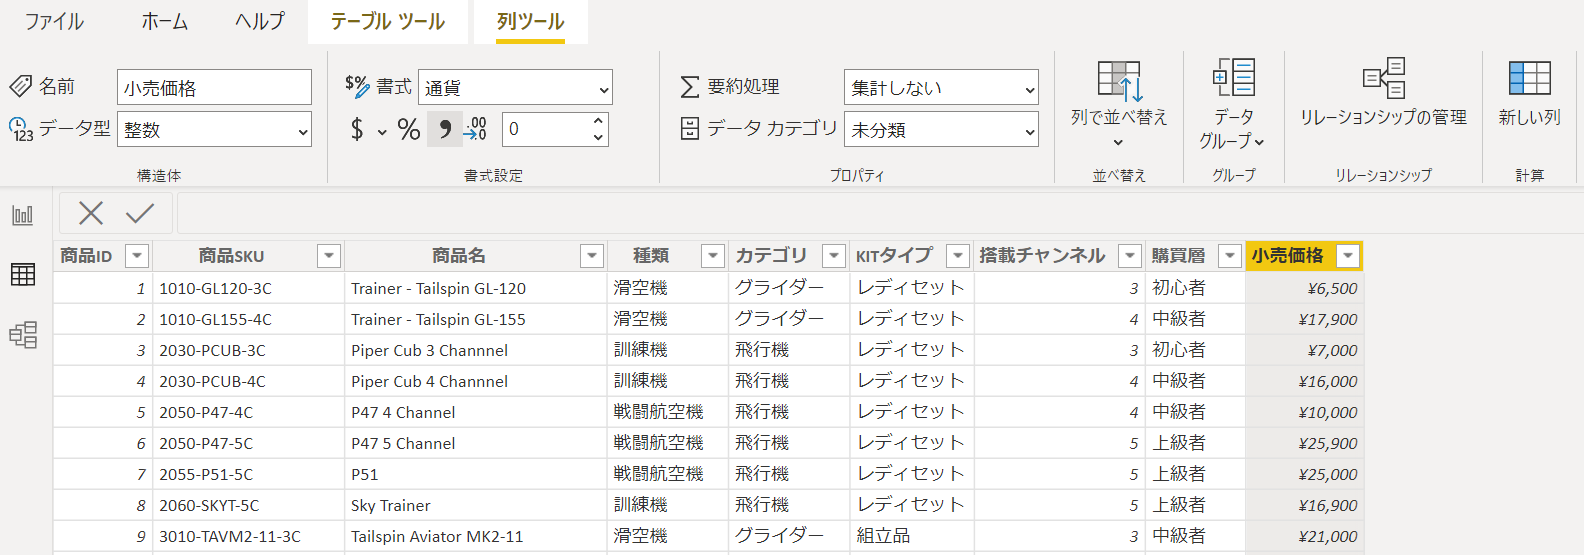 ファイル ホーム ヘルプ テーブル ツール 列ツール
名前 小売価格 $% 書式 通貨 要約処理 集計しない
123 データ型 整数 $ % , .00 0 0 データ カテゴリ 未分類
列で並べ替え データ グループ リレーションシップの管理 新しい列
構造体 書式設定 プロパティ 並べ替え グループ リレーションシップ 計算
商品ID 商品SKU 商品名 種類 カテゴリ KITタイプ 搭載チャンネル 購買層 小売価格
1 1010-GL120-3C Trainer - Tailspin GL-120 滑空機 グライダー レディセット 3 初心者 ¥6,500
2 1010-GL155-4C Trainer - Tailspin GL-155 滑空機 グライダー レディセット 4 中級者 ¥17,900
3 2030-PCUB-3C Piper Cub 3 Channnel 訓練機 飛行機 レディセット 3 初心者 ¥7,000
4 2030-PCUB-4C Piper Cub 4 Channnel 訓練機 飛行機 レディセット 4 中級者 ¥16,000
5 2050-P47-4C P47 4 Channel 戦闘航空機 飛行機 レディセット 4 中級者 ¥10,000
6 2050-P47-5C P47 5 Channel 戦闘航空機 飛行機 レディセット 5 上級者 ¥25,900
7 2055-P51-5C P51 戦闘航空機 飛行機 レディセット 5 上級者 ¥25,000
8 2060-SKYT-5C Sky Trainer 訓練機 飛行機 レディセット 5 上級者 ¥16,900
9 3010-TAVM2-11-3C Tailspin Aviator MK2-11 滑空機 グライダー 組立品 3 中級者 ¥21,000